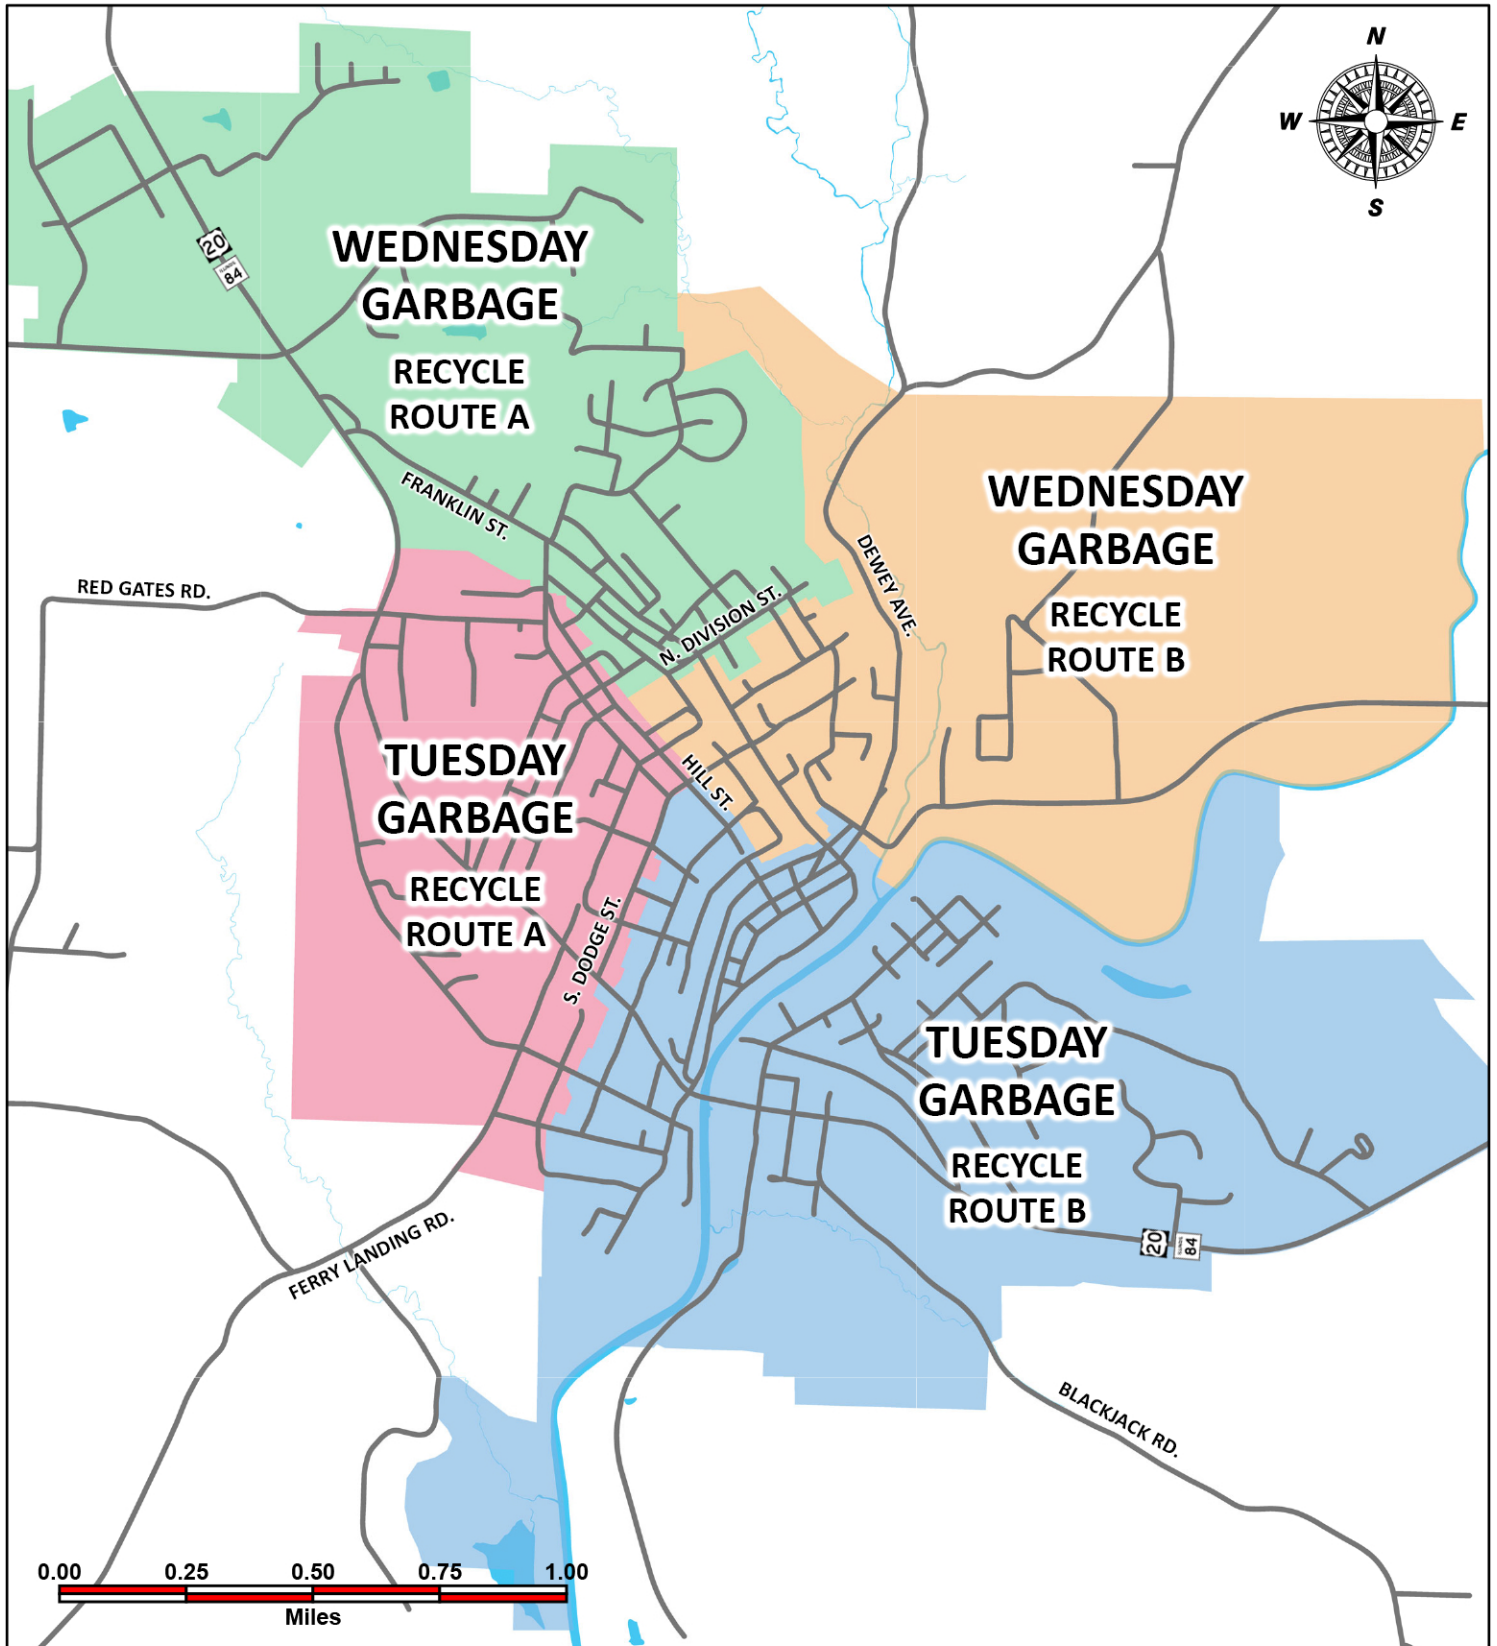 N
W E
S
20
ILLINOIS
84
WEDNESDAY
GARBAGE
RECYCLE
ROUTE A
FRANKLIN ST.
WEDNESDAY
GARBAGE
RECYCLE
ROUTE B
DEWEY AVE.
RED GATES RD.
N. DIVISION ST.
HILL ST.
TUESDAY
GARBAGE
RECYCLE
ROUTE A
S. DODGE ST.
TUESDAY
GARBAGE
RECYCLE
ROUTE B
20
ILLINOIS
84
FERRY LANDING RD.
BLACKJACK RD.
0.00 0.25 0.50 0.75 1.00
Miles